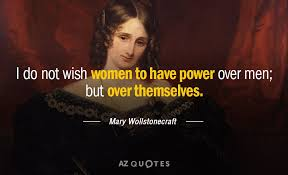 I do not wish women to have power over men;
but over themselves.
Mary Wollstonecraft
AZ QUOTES